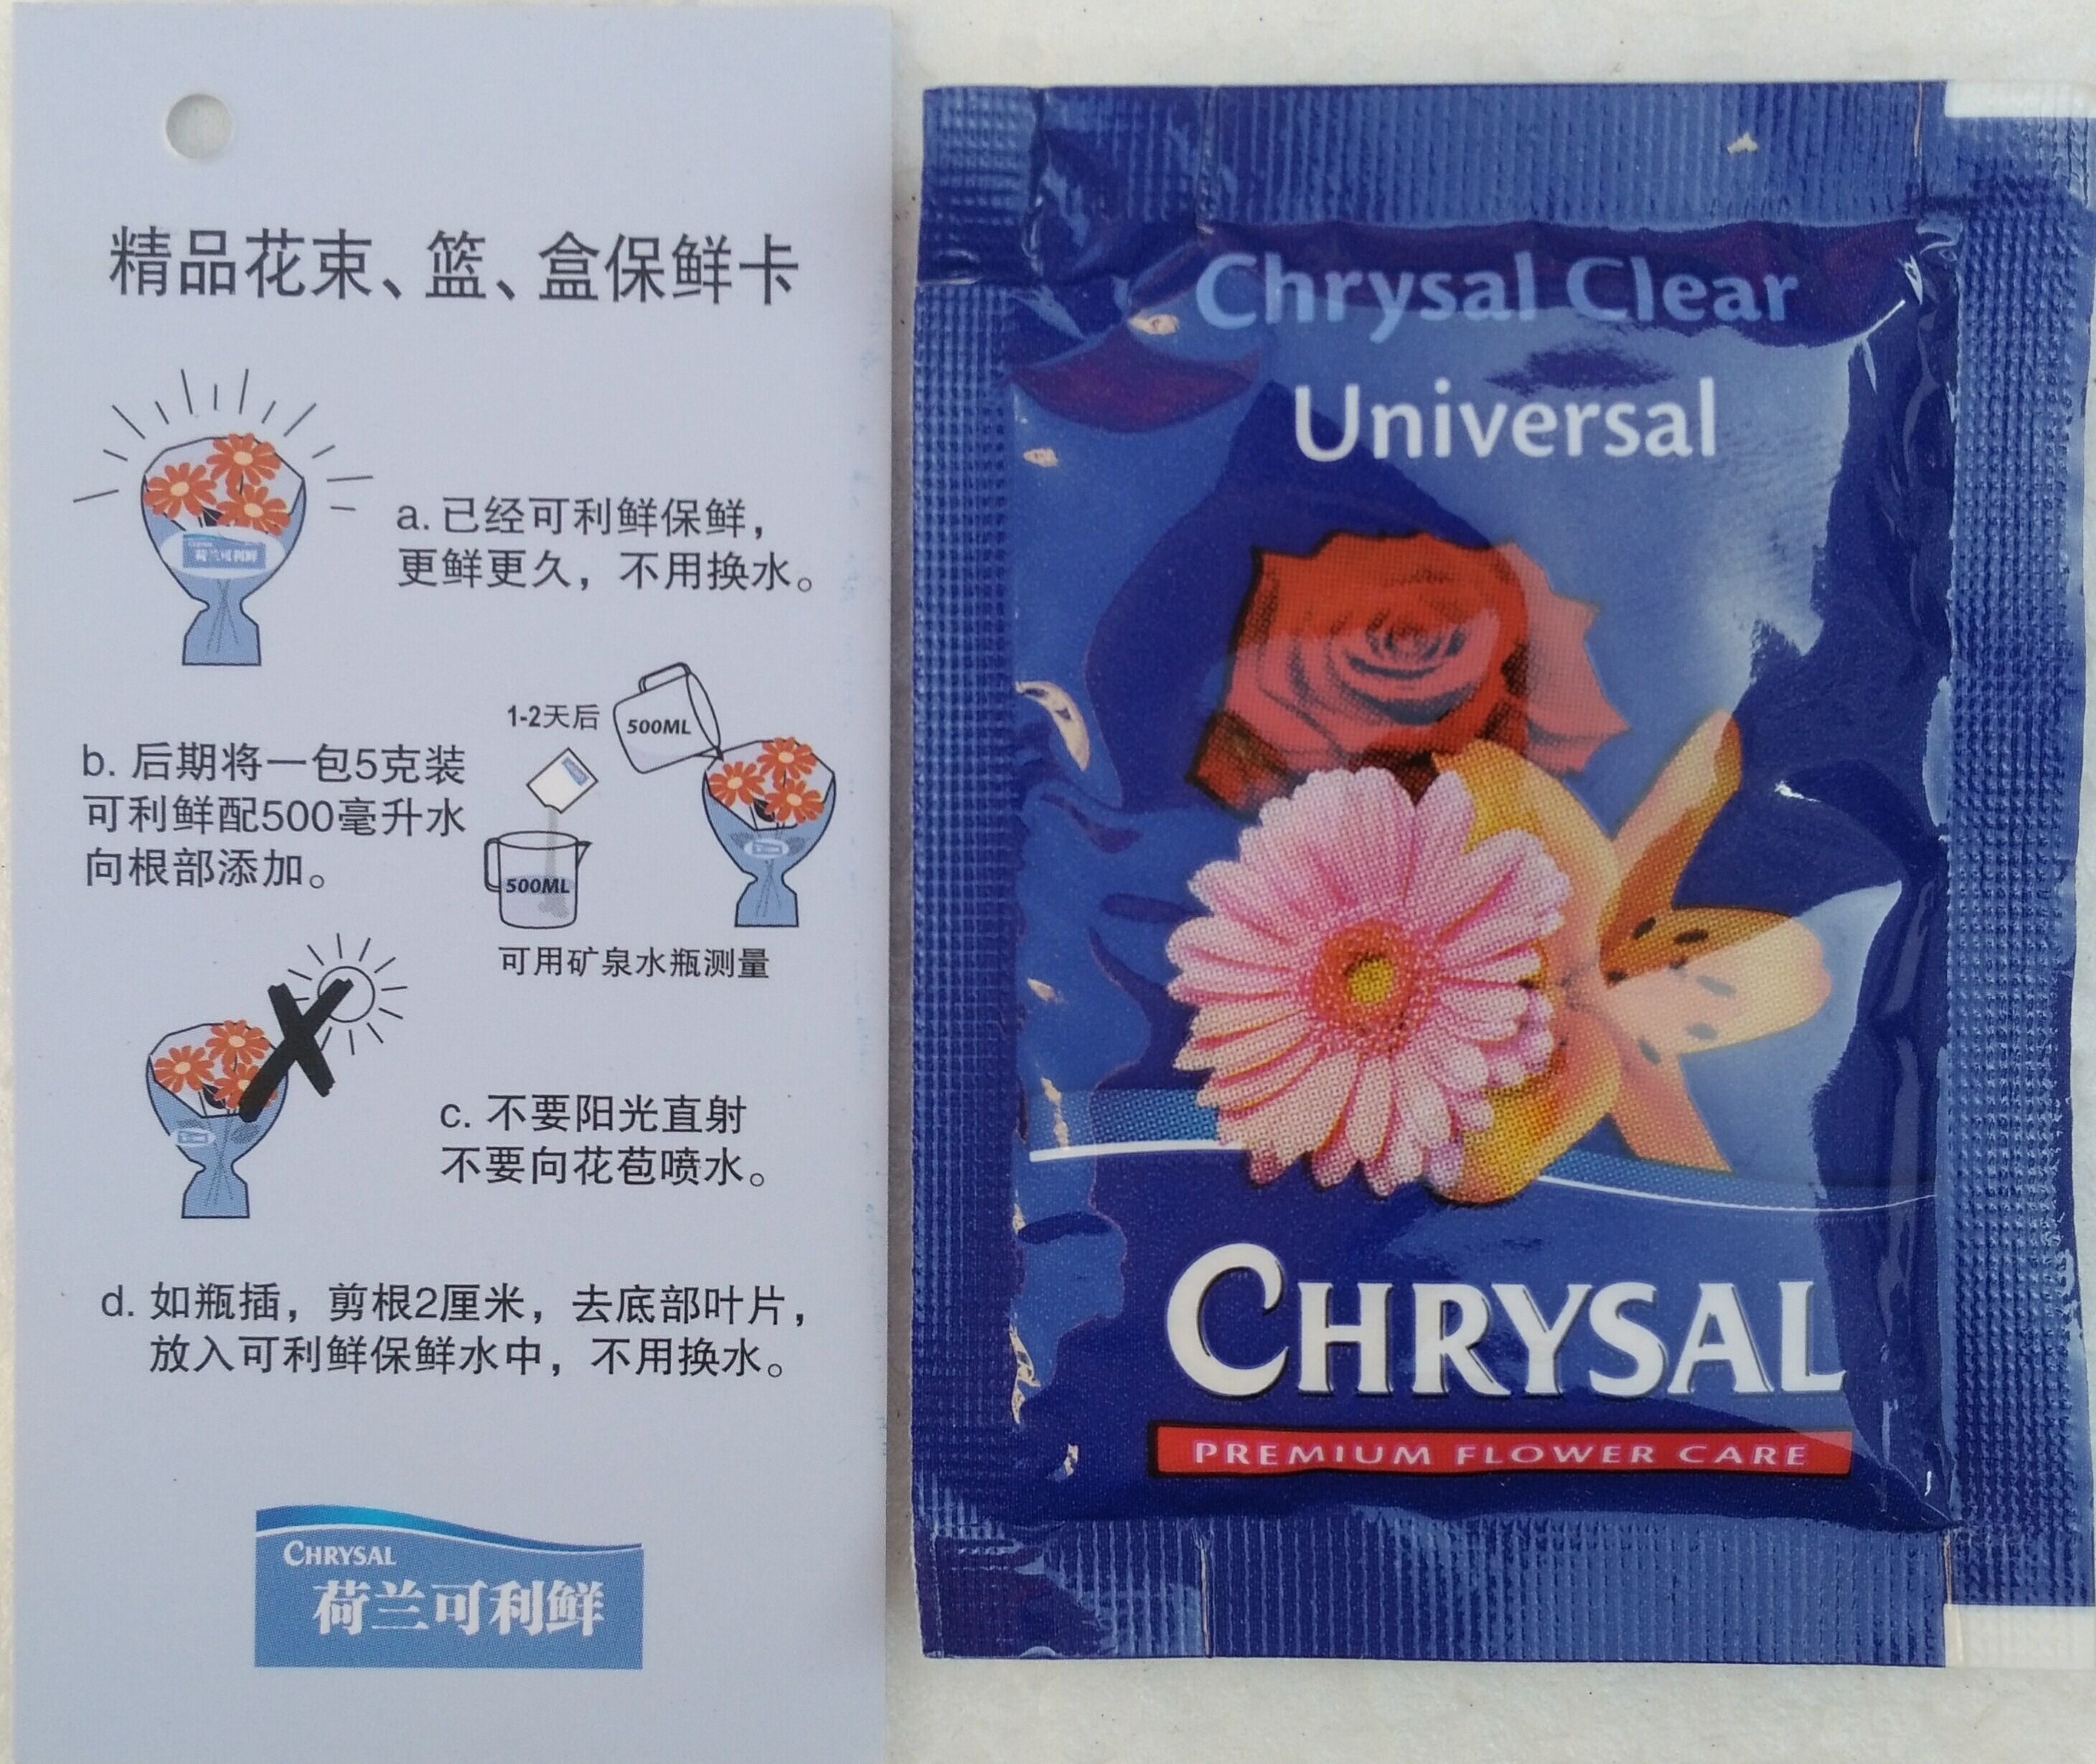 精品花束、篮、盒保鲜卡
荷兰可利鲜
a. 已经可利鲜保鲜，
更鲜更久，不用换水。
1-2天后
500ML
b. 后期将一包5克装
可利鲜配500毫升水
向根部添加。
500ML
可用矿泉水瓶测量
c. 不要阳光直射
不要向花苞喷水。
d. 如瓶插，剪根2厘米，去底部叶片，
放入可利鲜保鲜水中，不用换水。
CHRYSAL
荷兰可利鲜
Chrysal Clear
Universal
CHRYSAL
PREMIUM FLOWER CARE